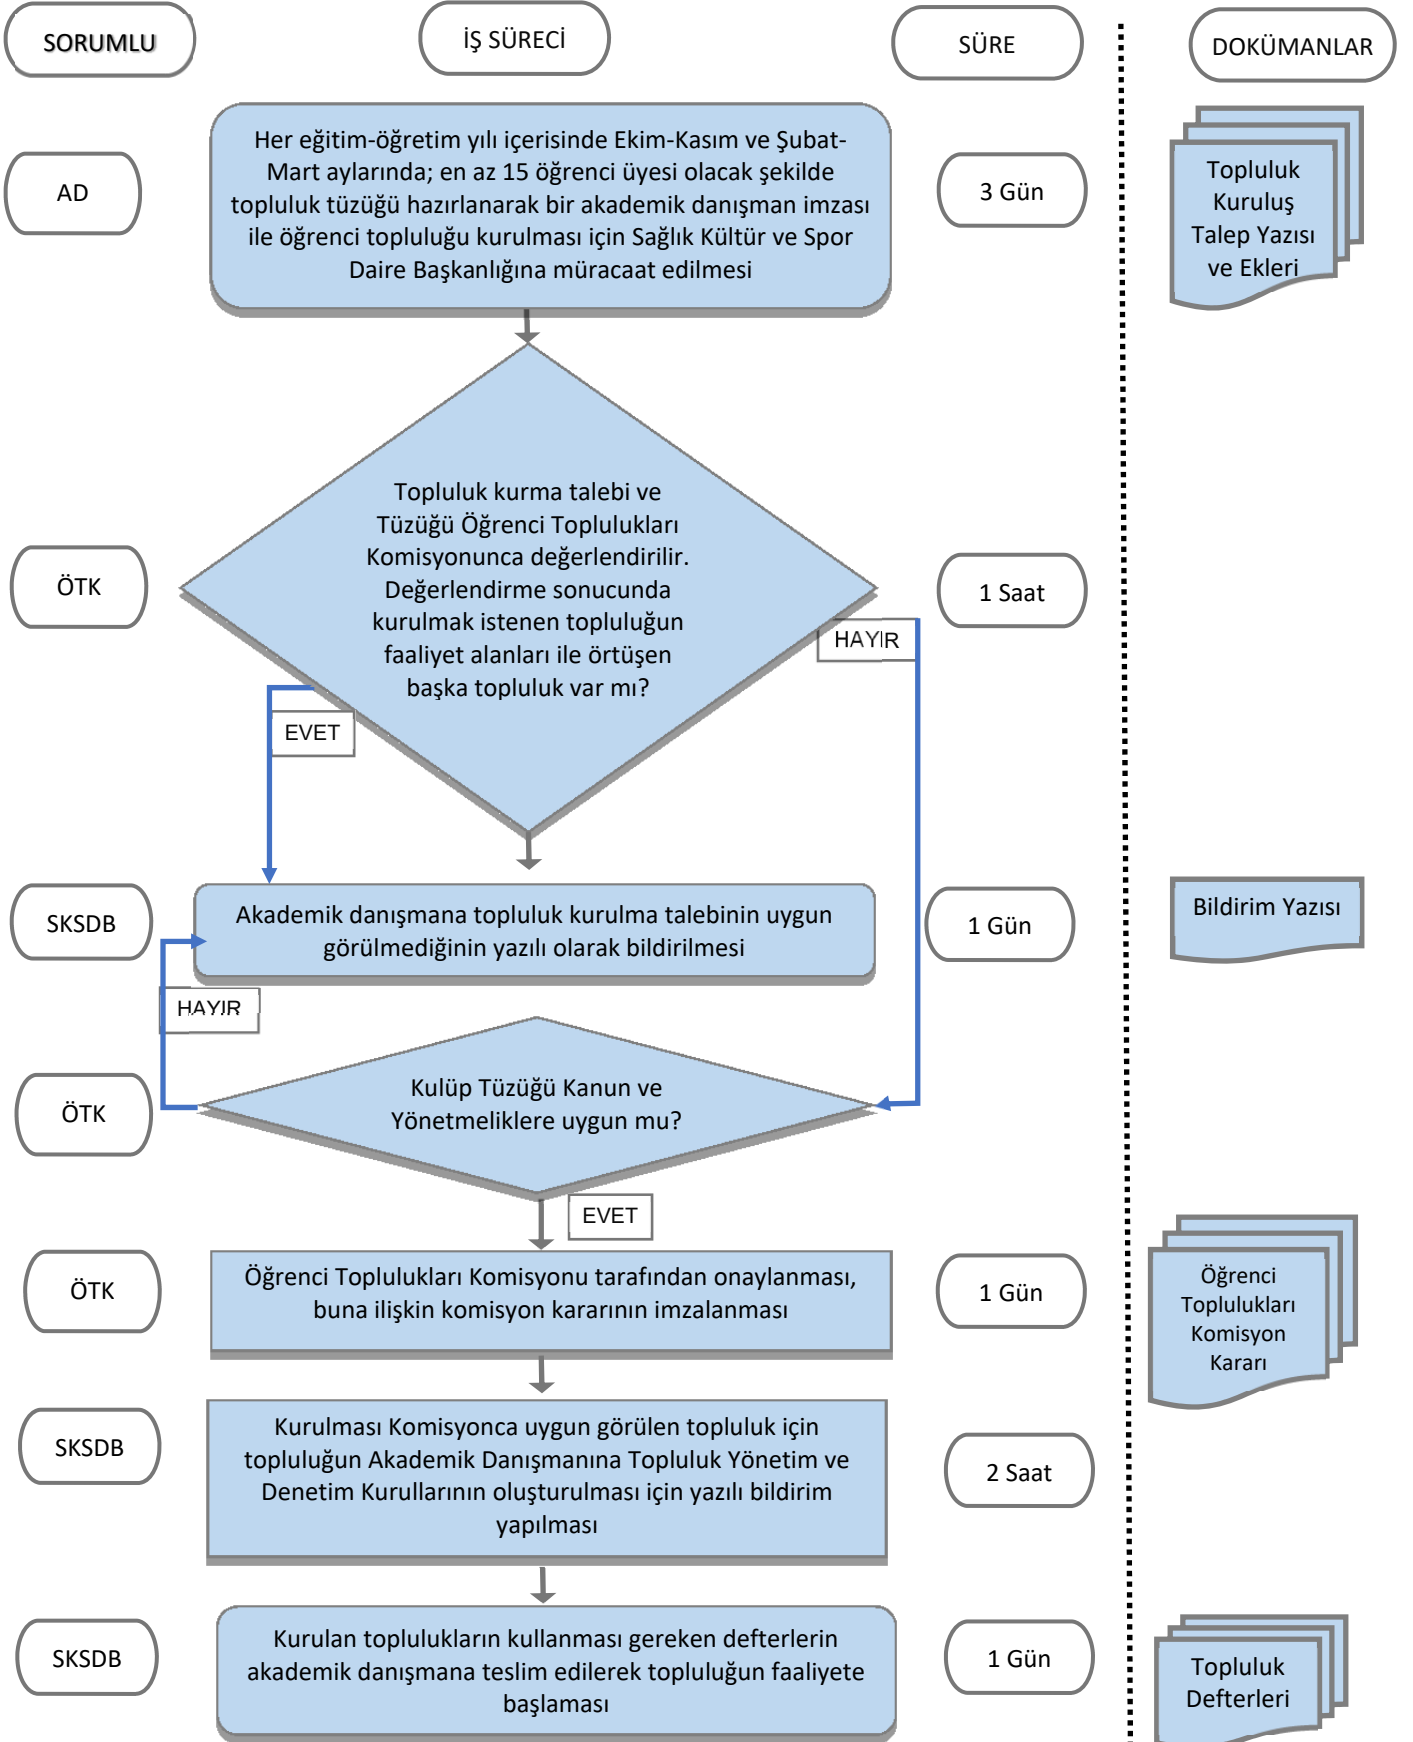 SORUMLU
İŞ SÜRECİ
SÜRE
DOKÜMANLAR
AD
Her eğitim-öğretim yılı içerisinde Ekim-Kasım ve Şubat-
Mart aylarında; en az 15 öğrenci üyesi olacak şekilde
topluluk tüzüğü hazırlanarak bir akademik danışman imzası
ile öğrenci topluluğu kurulması için Sağlık Kültür ve Spor
Daire Başkanlığına müracaat edilmesi
3 Gün
Topluluk
Kuruluş
Talep Yazısı
ve Ekleri
ÖTK
Topluluk kurma talebi ve
Tüzüğü Öğrenci Toplulukları
Komisyonunca değerlendirilir.
Değerlendirme sonucunda
kurulmak istenen topluluğun
faaliyet alanları ile örtüşen
başka topluluk var mı?
1 Saat
HAYIR
EVET
SKSDB
Akademik danışmana topluluk kurulma talebinin uygun
görülmediğinin yazılı olarak bildirilmesi
1 Gün
Bildirim Yazısı
HAYIR
ÖTK
Kulüp Tüzüğü Kanun ve
Yönetmeliklere uygun mu?
EVET
ÖTK
Öğrenci Toplulukları Komisyonu tarafından onaylanması,
buna ilişkin komisyon kararının imzalanması
1 Gün
Öğrenci
Toplulukları
Komisyon
Kararı
SKSDB
Kurulması Komisyonca uygun görülen topluluk için
topluluğun Akademik Danışmanına Topluluk Yönetim ve
Denetim Kurullarının oluşturulması için yazılı bildirim
yapılması
2 Saat
SKSDB
Kurulan toplulukların kullanması gereken defterlerin
akademik danışmana teslim edilerek topluluğun faaliyete
başlaması
1 Gün
Topluluk
Defterleri